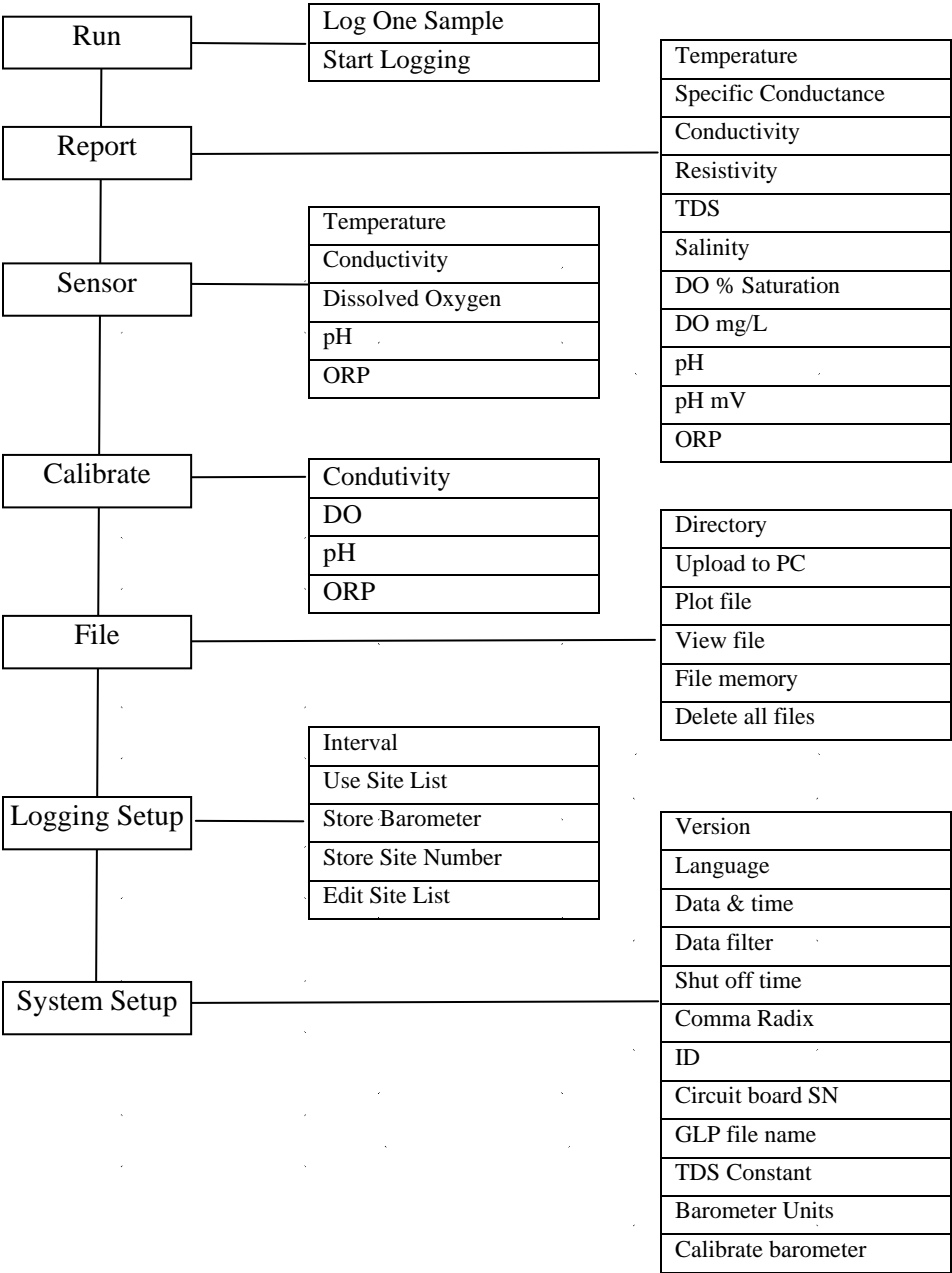 Run
Log One Sample
Start Logging
Report
Temperature
Specific Conductance
Conductivity
Resistivity
TDS
Salinity
DO % Saturation
DO mg/L
pH
pH mV
ORP
Sensor
Temperature
Conductivity
Dissolved Oxygen
pH
ORP
Calibrate
Condutivity
DO
pH
ORP
File
Directory
Upload to PC
Plot file
View file
File memory
Delete all files
Logging Setup
Interval
Use Site List
Store Barometer
Store Site Number
Edit Site List
System Setup
Version
Language
Data & time
Data filter
Shut off time
Comma Radix
ID
Circuit board SN
GLP file name
TDS Constant
Barometer Units
Calibrate barometer